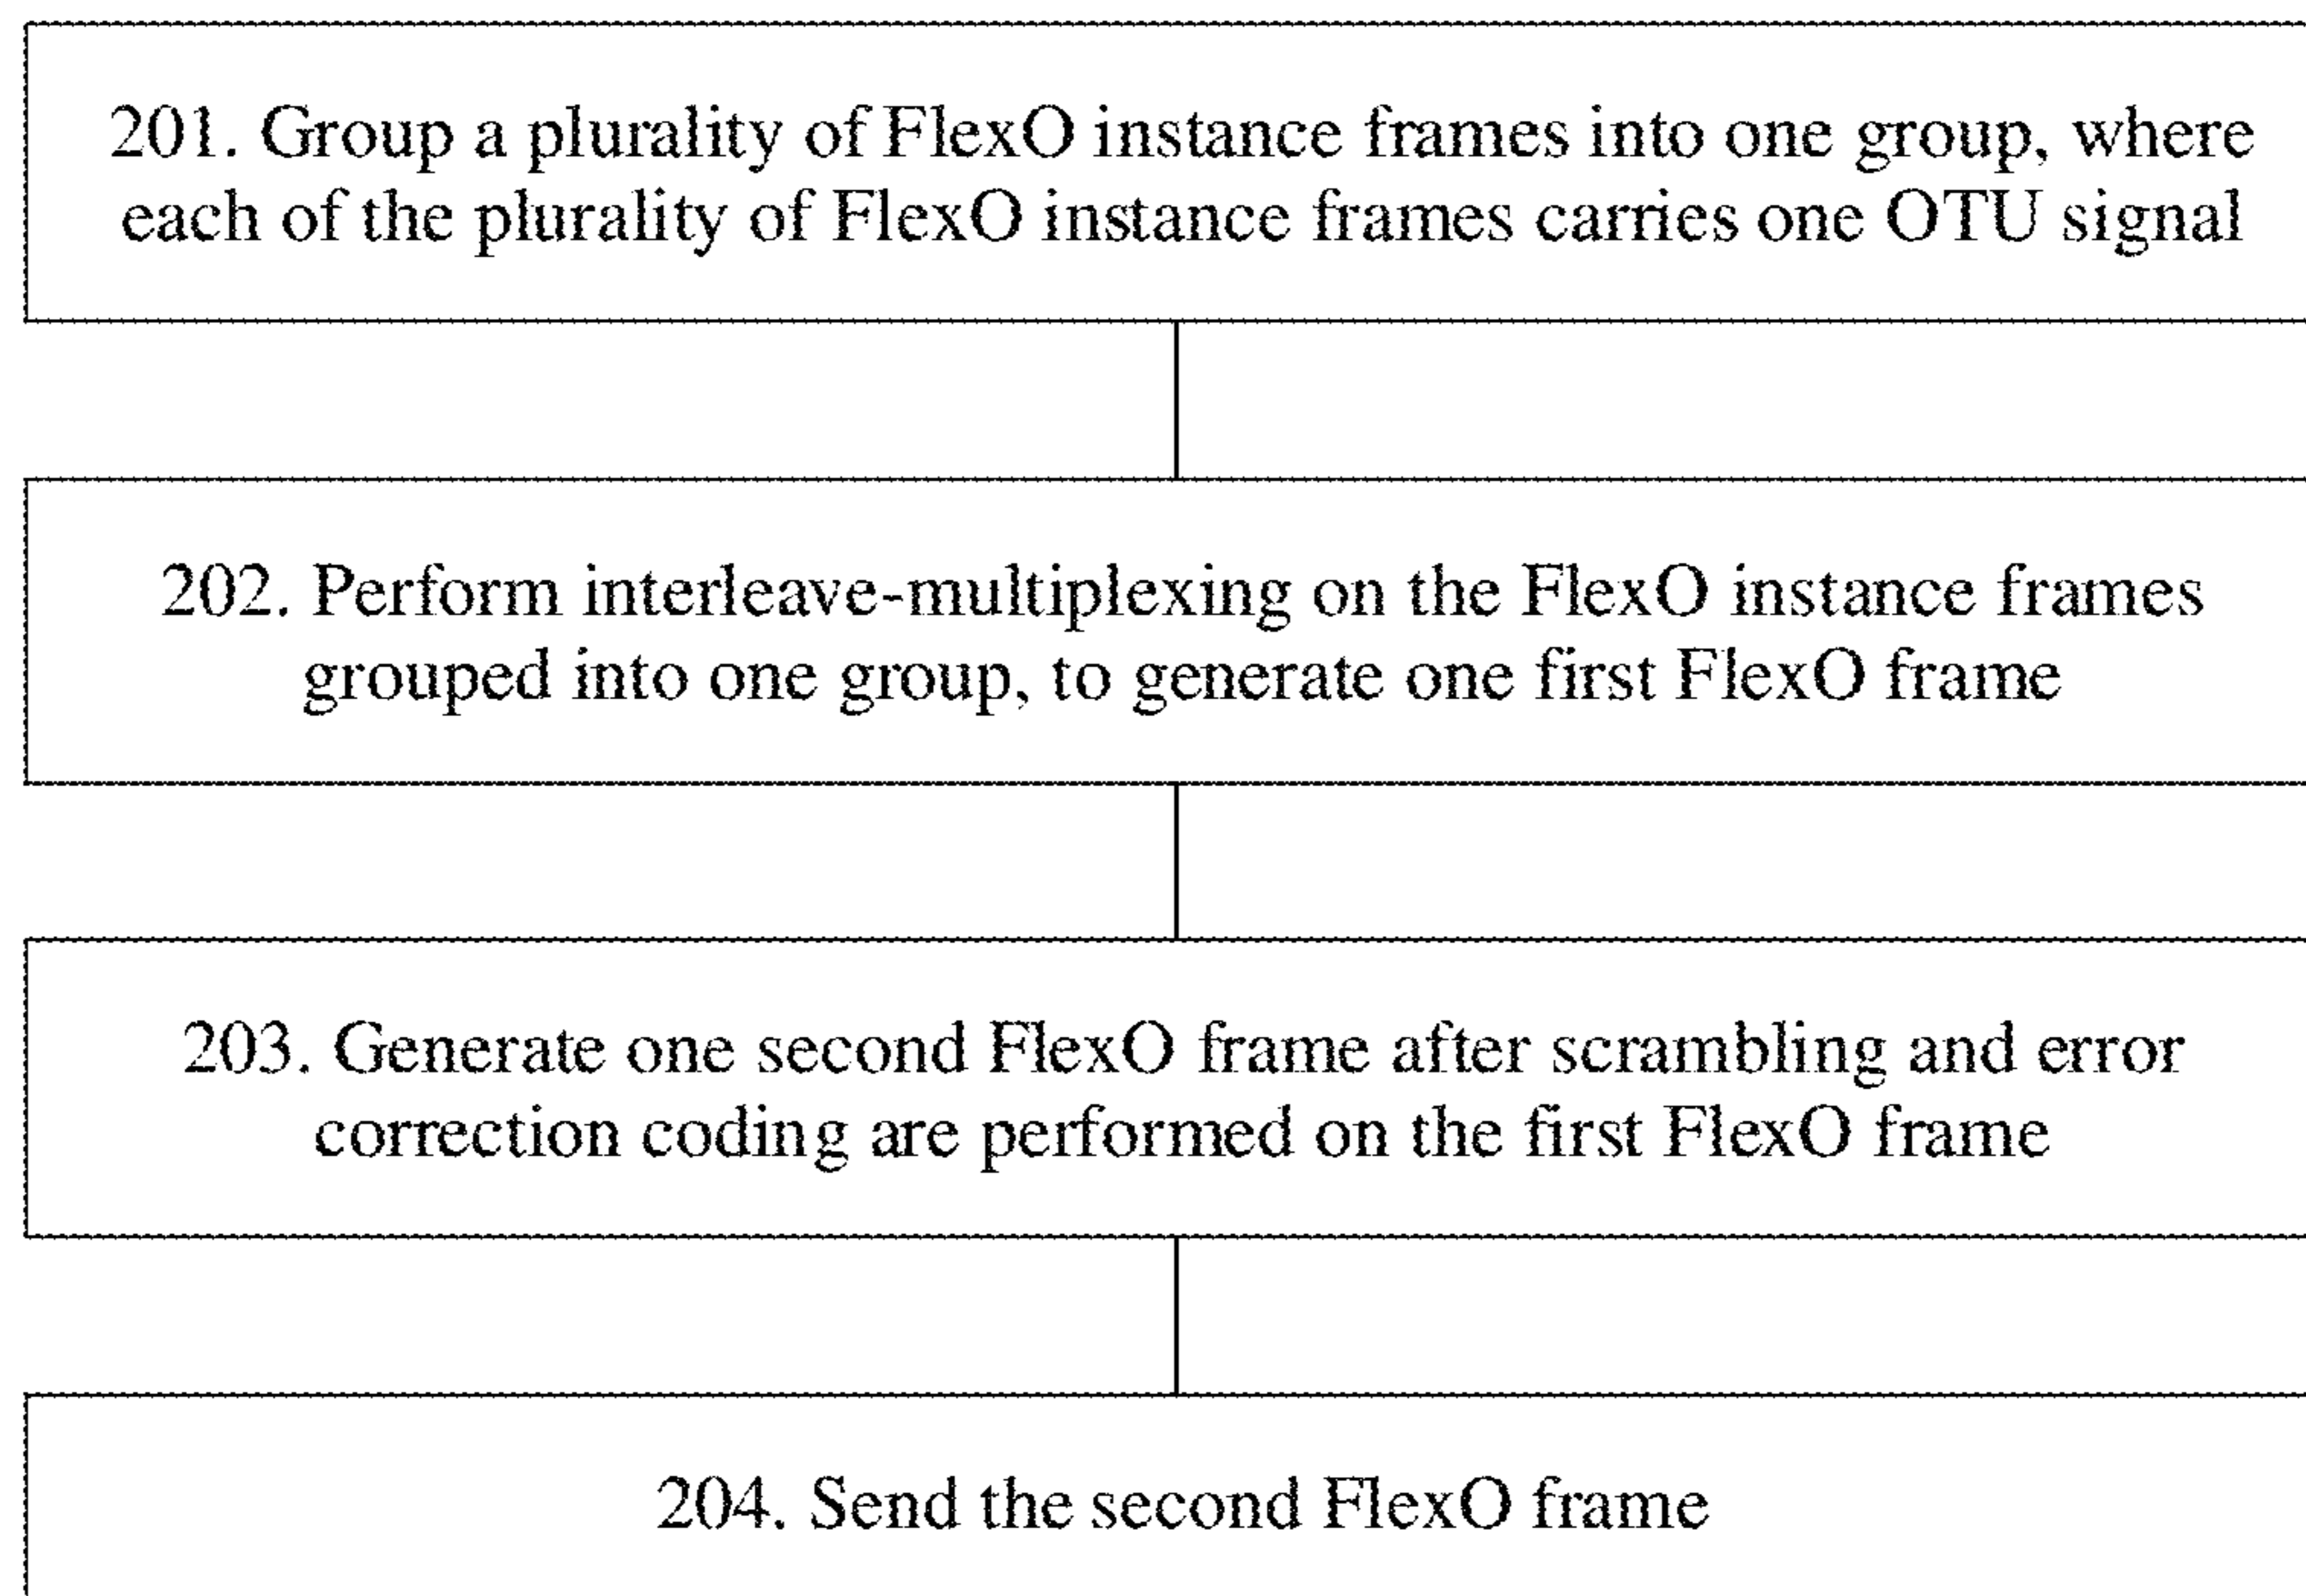 201. Group a plurality of FlexO instance frames into one group, where
each of the plurality of FlexO instance frames carries one OTU signal
202. Perform interleave-multiplexing on the FlexO instance frames
grouped into one group, to generate one first FlexO frame
203. Generate one second FlexO frame after scrambling and error
correction coding are performed on the first FlexO frame
204. Send the second FlexO frame